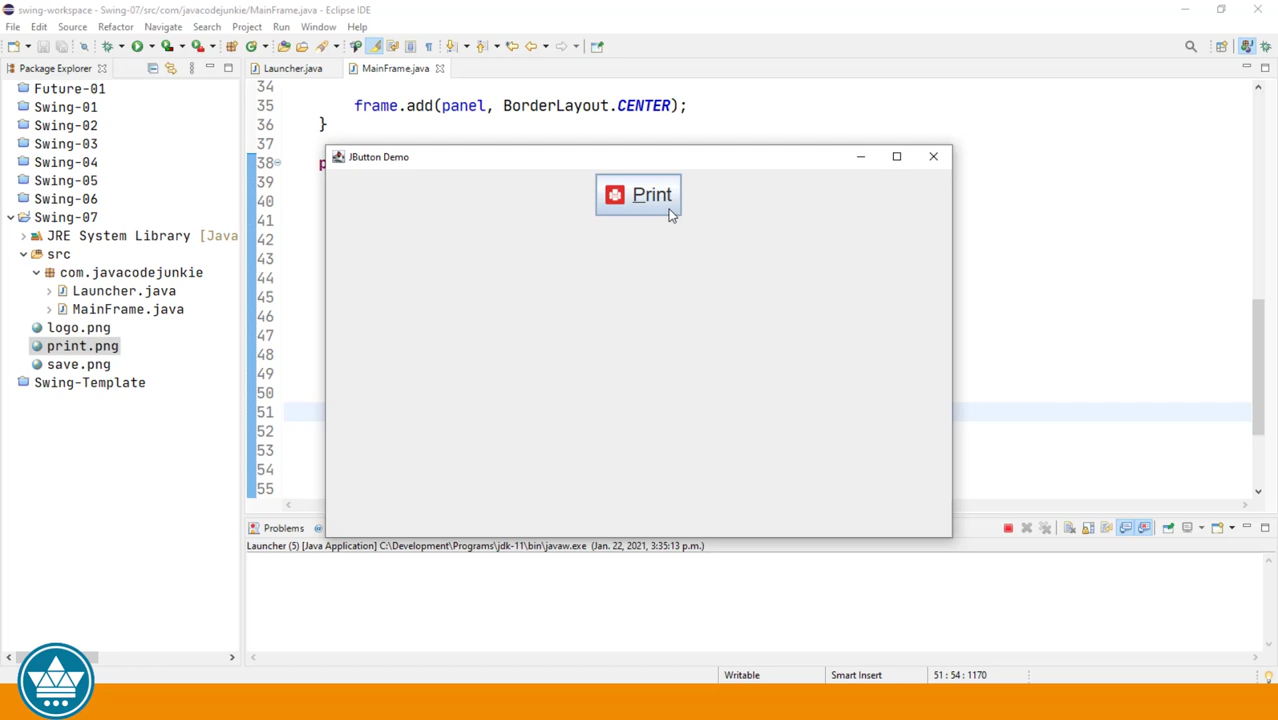 swing-workspace - Swing-07/src/com/javacodejunkie/MainFrame.java - Eclipse IDE
File Edit Source Refactor Navigate Search Project Run Window Help
Package Explorer
Launcher.java MainFrame.java
Future-01
Swing-01
Swing-02
Swing-03
Swing-04
Swing-05
Swing-06
Swing-07
JRE System Library [Java
src
com.javacodejunkie
Launcher.java
MainFrame.java
logo.png
print.png
save.png
Swing-Template
34
35 frame.add(panel, BorderLayout.CENTER);
36 }
37
38 p
39
40
41
42
43
44
45
46
47
48
49
50
51
52
53
54
55
JButton Demo
Print
Problems
Launcher (5) [Java Application] C:\Development\Programs\jdk-11\bin\javaw.exe (Jan. 22, 2021, 3:35:13 p.m.)
Writable Smart Insert 51 : 54 : 1170